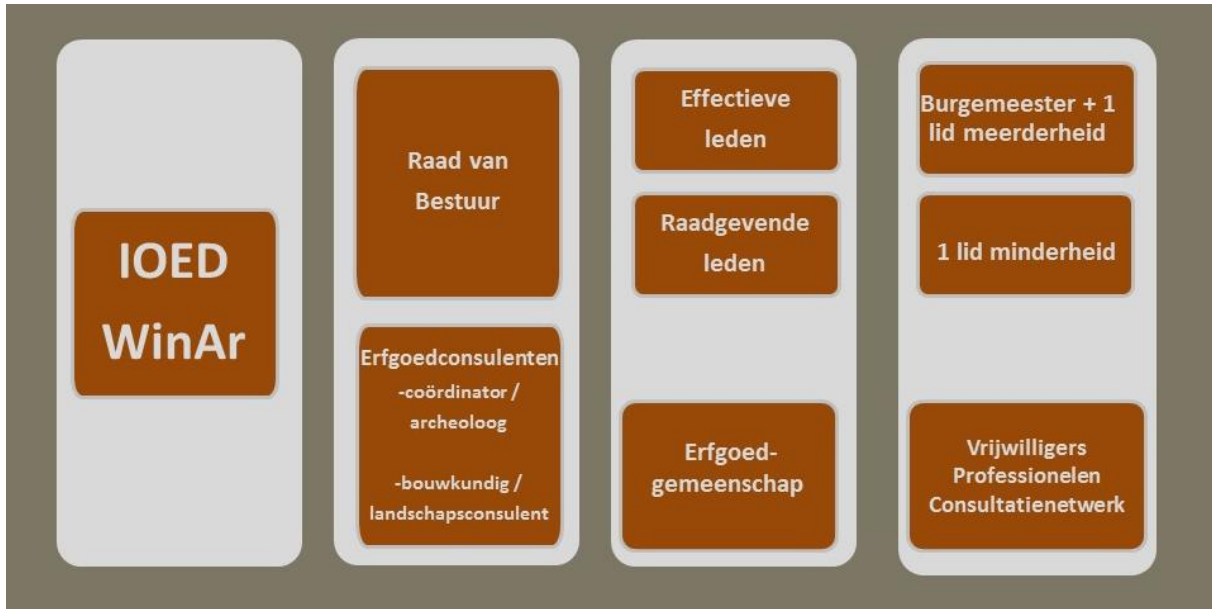 IOED
WinAr
Raad van
Bestuur
Erfgoedconsulenten
-coördinator /
archeoloog
-bouwkundig /
landschapsconsulent
Effectieve
leden
Raadgevende
leden
Erfgoed-
gemeenschap
Burgemeester + 1
lid meerderheid
1 lid minderheid
Vrijwilligers
Professionelen
Consultatienetwerk